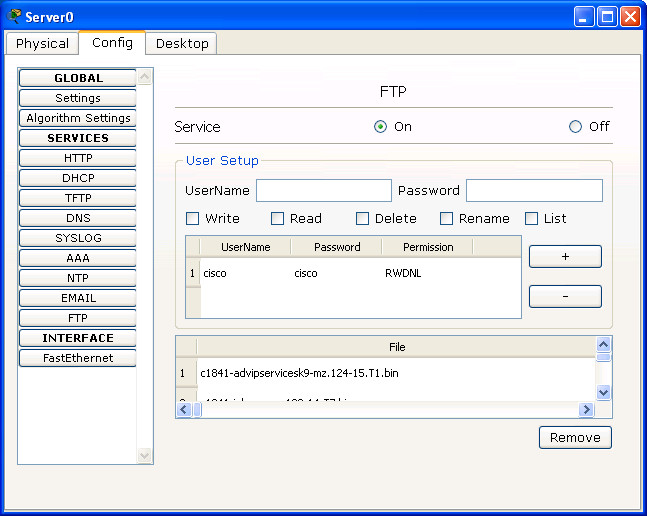 Server0
Physical Config Desktop
GLOBAL
Settings
Algorithm Settings
SERVICES
HTTP
DHCP
TFTP
DNS
SYSLOG
AAA
NTP
EMAIL
FTP
INTERFACE
FastEthernet
FTP
Service On Off
User Setup
UserName Password
Write Read Delete Rename List
UserName Password Permission
1 cisco cisco RWDNL
+
-
File
1 c1841-advipservicesk9-mz.124-15.T1.bin
Remove